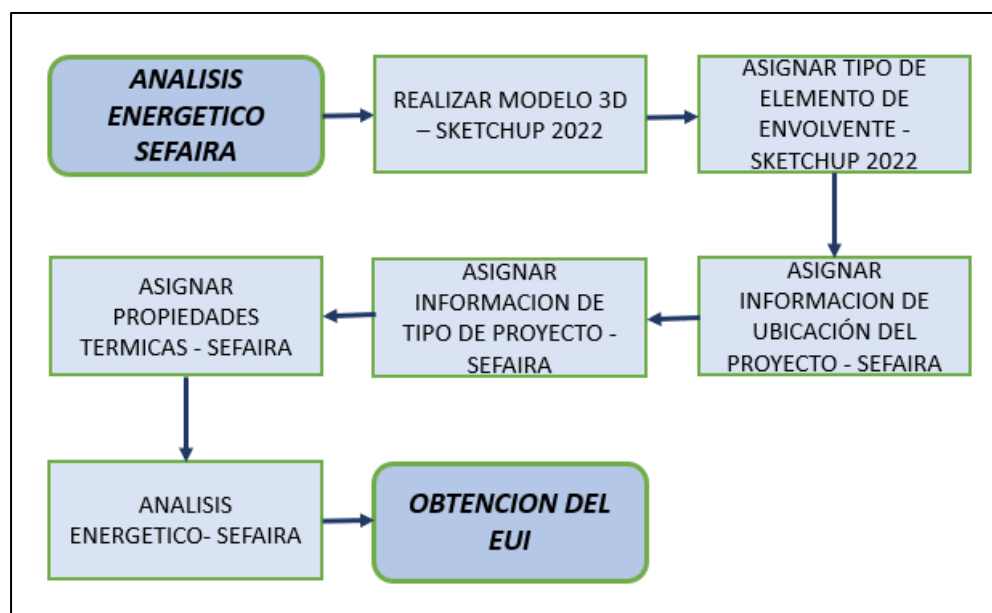 ANALISIS
ENERGETICO
SEFAIRA
REALIZAR MODELO 3D
– SKETCHUP 2022
ASIGNAR TIPO DE
ELEMENTO DE
ENVOLVENTE -
SKETCHUP 2022
ASIGNAR
INFORMACION DE
UBICACIÓN DEL
PROYECTO - SEFAIRA
ASIGNAR
INFORMACION DE
TIPO DE PROYECTO -
SEFAIRA
ASIGNAR
PROPIEDADES
TERMICAS - SEFAIRA
ANALISIS
ENERGETICO- SEFAIRA
OBTENCION DEL
EUI